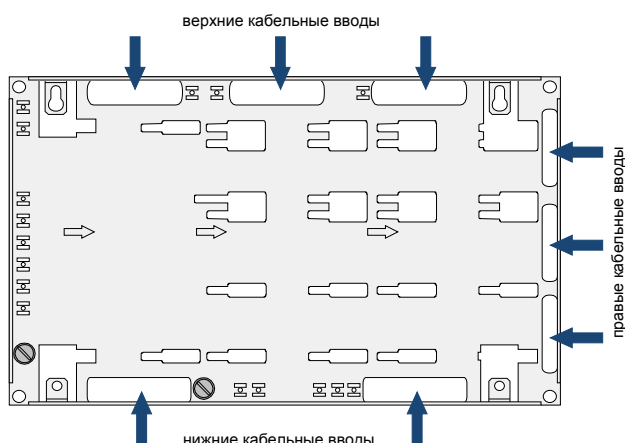 верхние кабельные вводы
правые кабельные вводы
нижние кабельные вводы